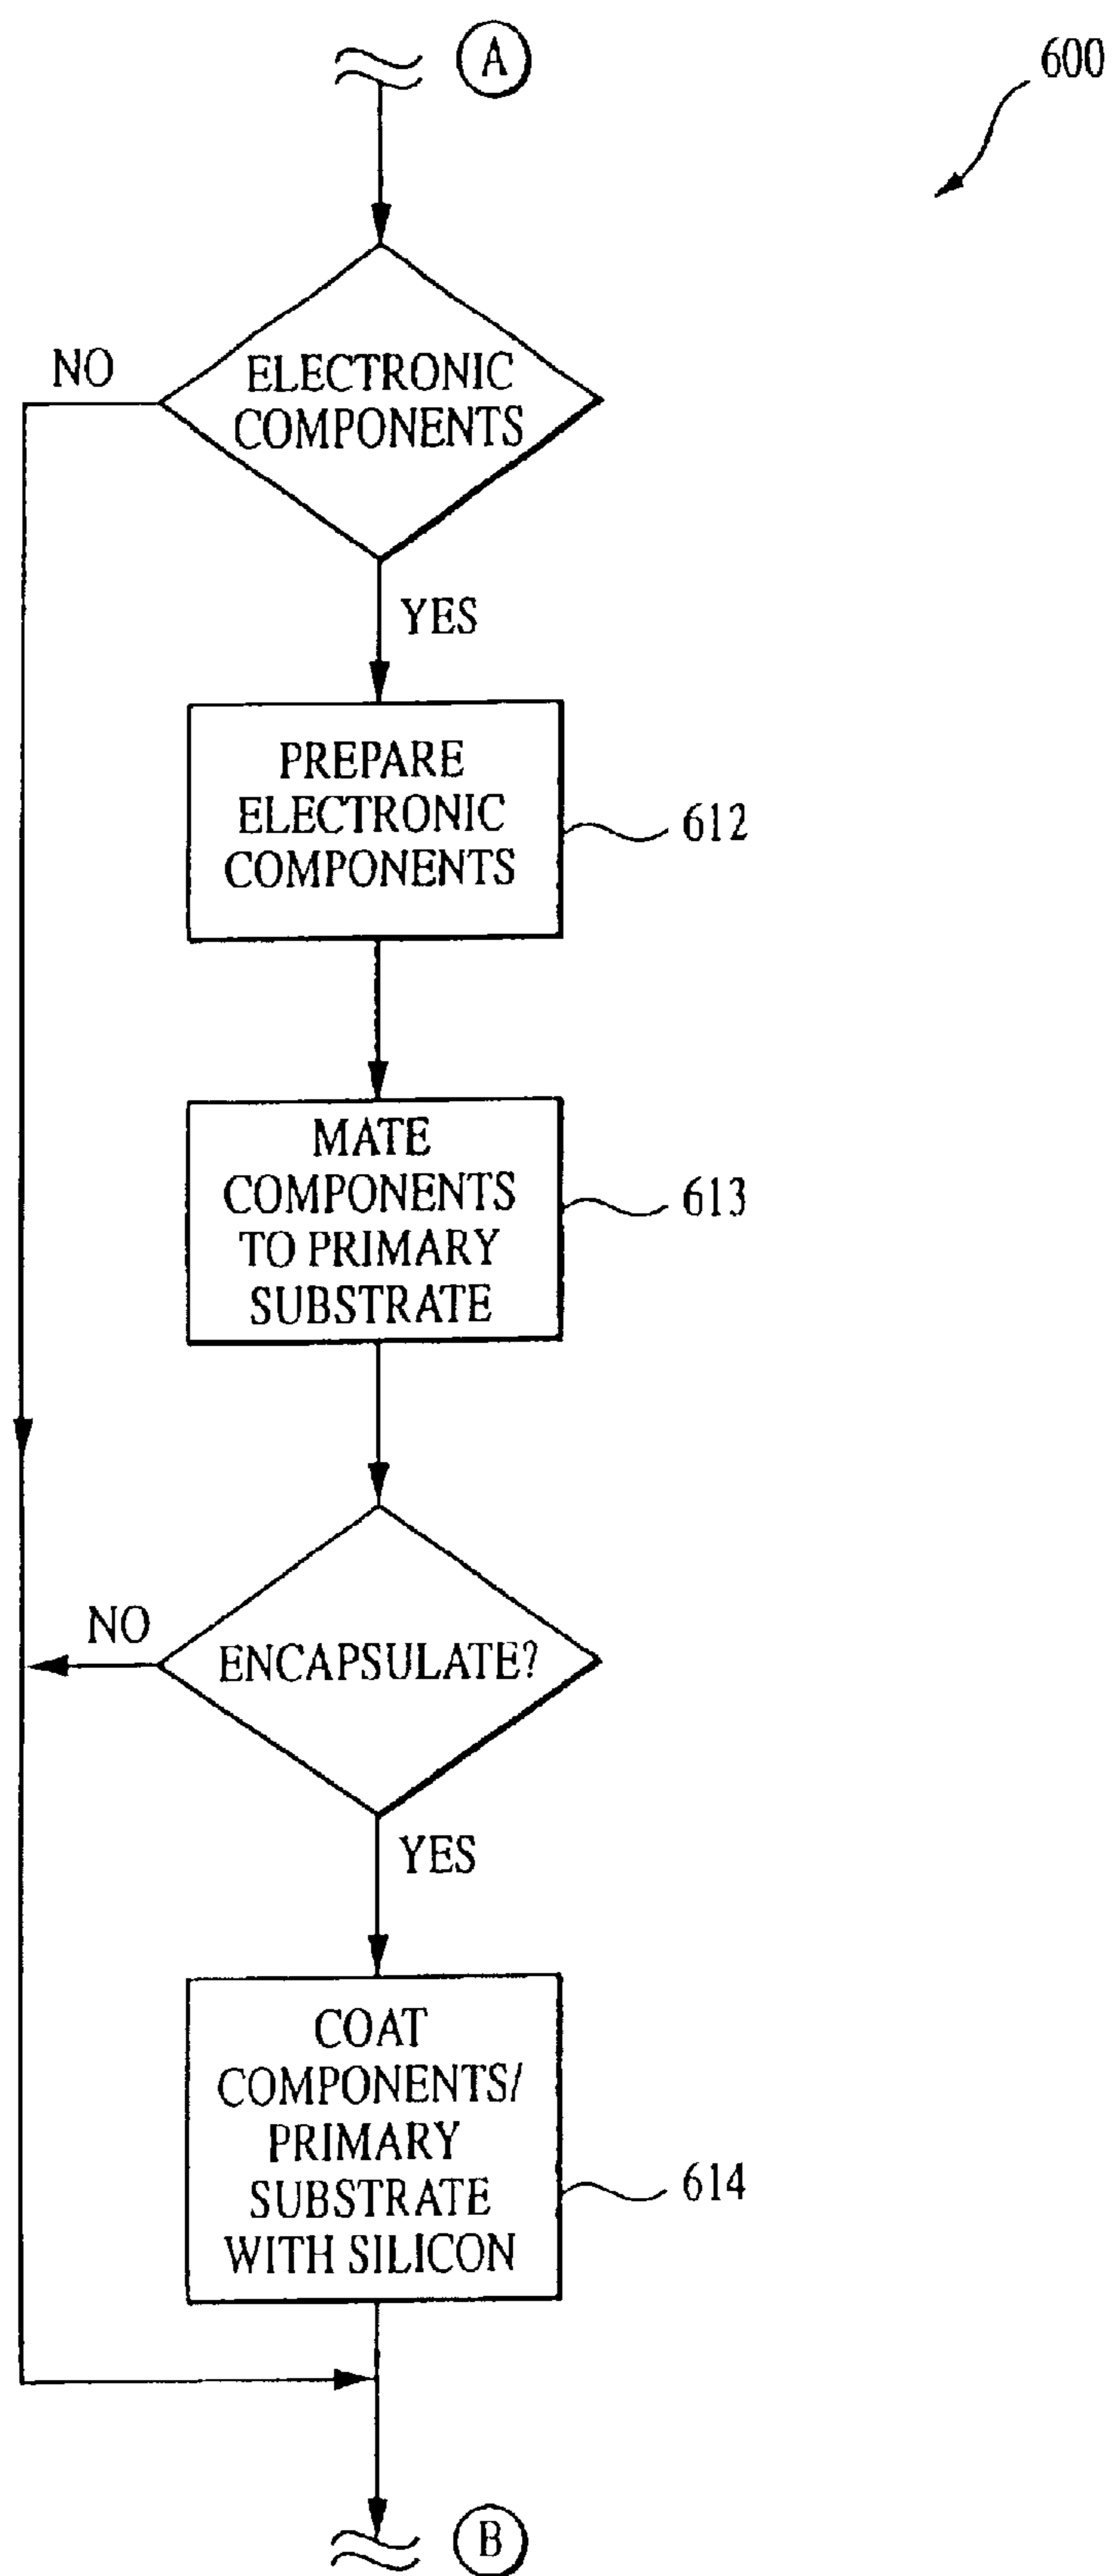 A
600
NO
ELECTRONIC
COMPONENTS
YES
PREPARE
ELECTRONIC
COMPONENTS
612
MATE
COMPONENTS
TO PRIMARY
SUBSTRATE
613
NO
ENCAPSULATE?
YES
COAT
COMPONENTS/
PRIMARY
SUBSTRATE
WITH SILICON
614
B